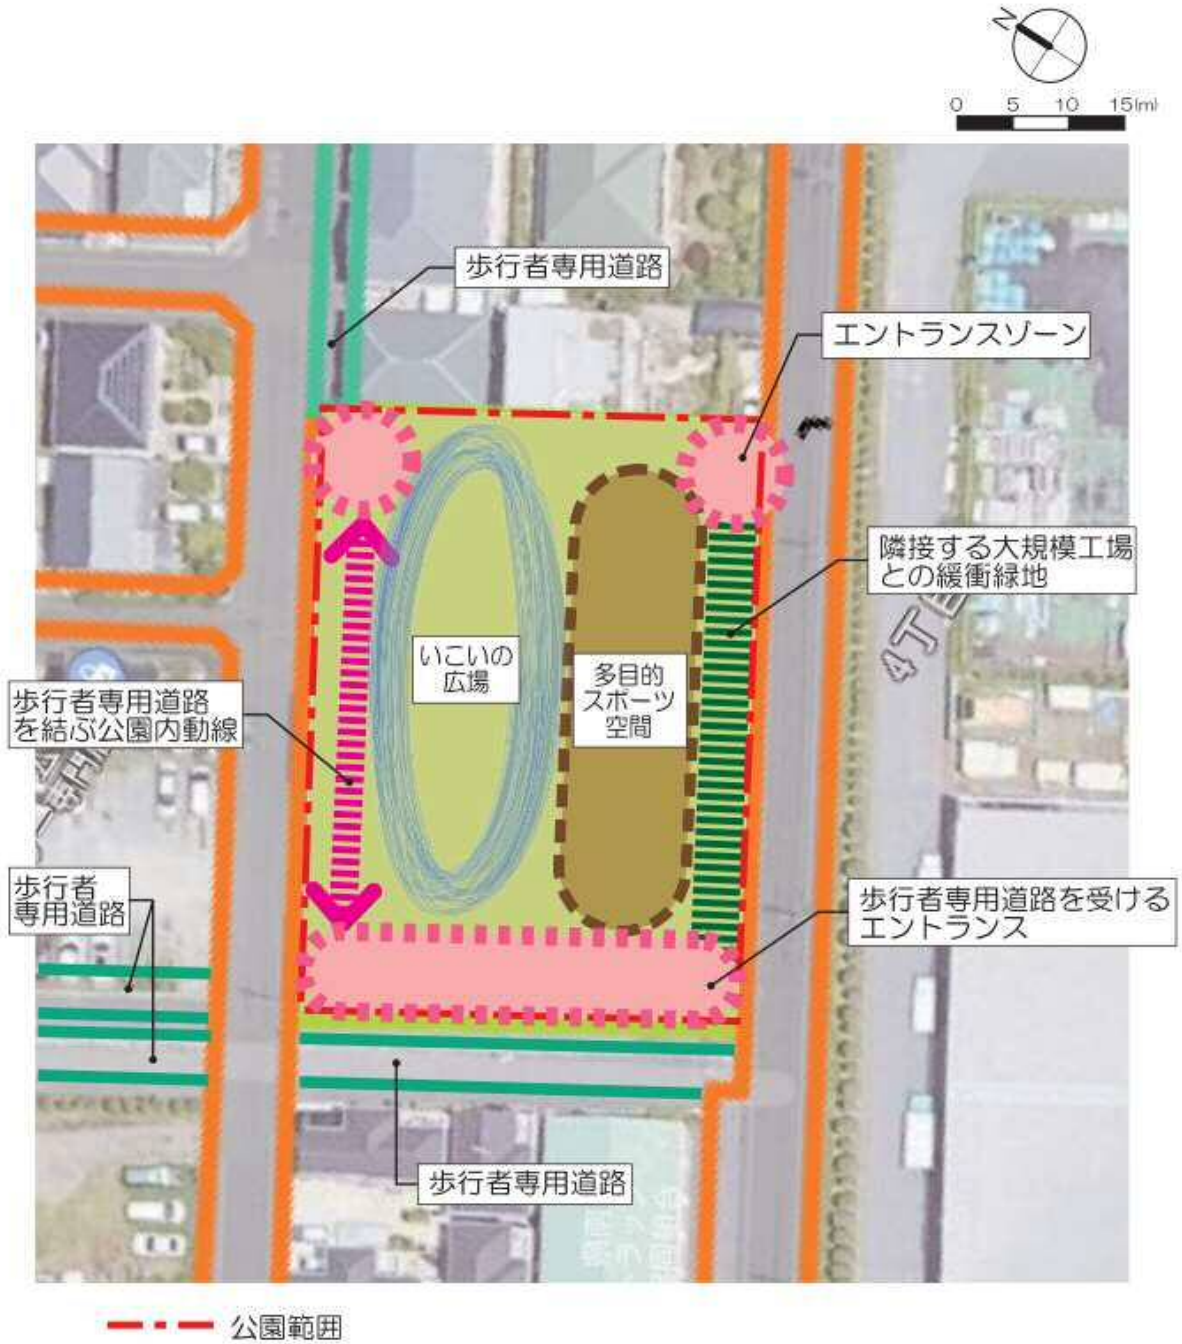 N
0 5 10 15(m)
歩行者専用道路
エントランスゾーン
隣接する大規模工場
との緩衝緑地
いこいの
広場
多目的
スポーツ
空間
歩行者専用道路
を結ぶ公園内動線
歩行者
専用道路
歩行者専用道路を受ける
エントランス
歩行者専用道路
公園範囲